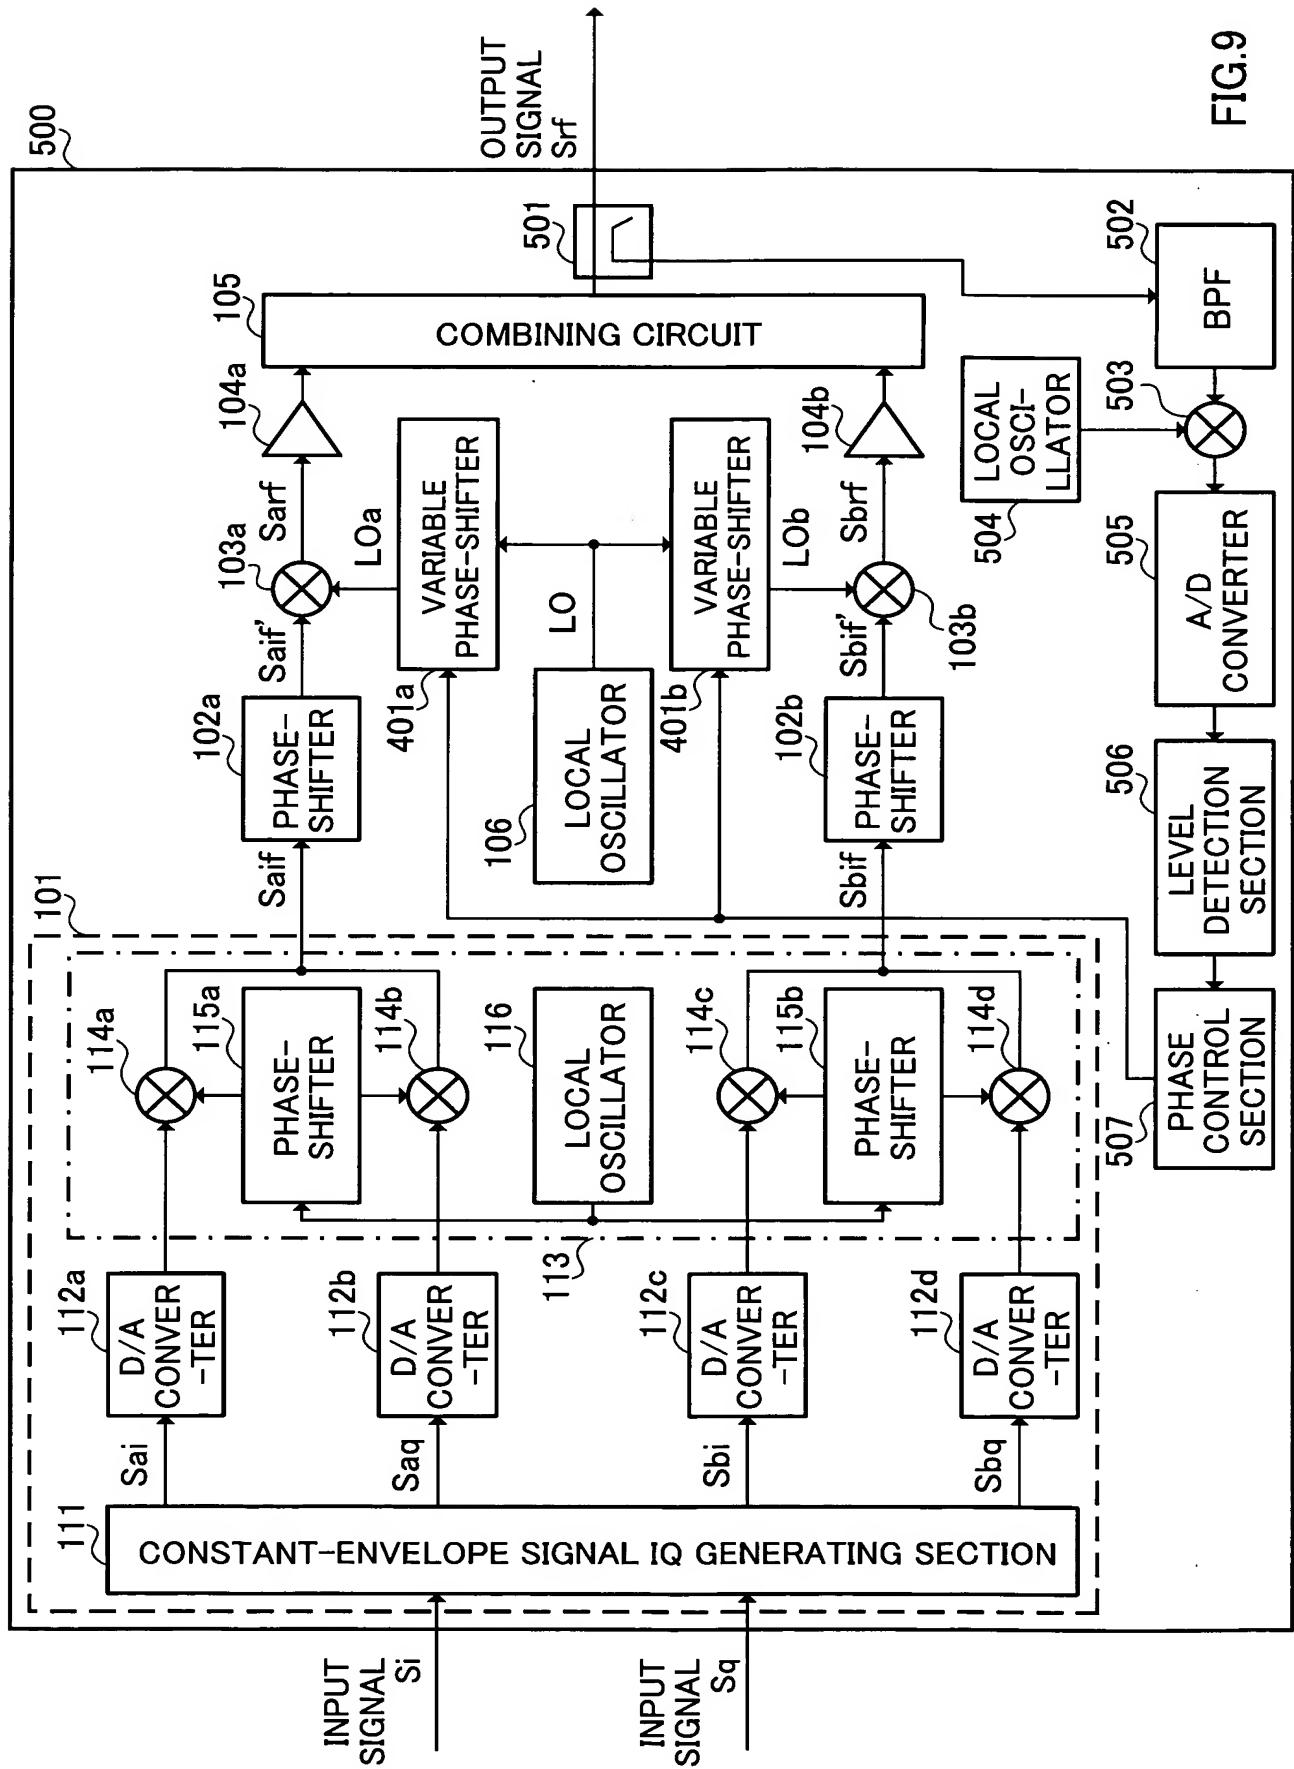 500
OUTPUT
SIGNAL
Srf
101
105
501
104a
COMBINING CIRCUIT
104b
103a
Sarf
102a
Saif'
PHASE-
SHIFTER
Saif
LOa
VARIABLE
PHASE-SHIFTER
401a
LO
106
LOCAL
OSCILLATOR
VARIABLE
PHASE-SHIFTER
401b
LOb
Sbrf
103b
Sbif'
102b
PHASE-
SHIFTER
Sbif
111
CONSTANT-ENVELOPE SIGNAL IQ GENERATING SECTION
INPUT
SIGNAL
Si
INPUT
SIGNAL
Sq
Sai
112a
D/A
CONVER
-TER
Saq
112b
D/A
CONVER
-TER
Sbi
112c
D/A
CONVER
-TER
Sbq
112d
D/A
CONVER
-TER
113
114a
115a
PHASE-
SHIFTER
114b
116
LOCAL
OSCILLATOR
114c
115b
PHASE-
SHIFTER
114d
502
BPF
503
504
LOCAL
OSCI-
LLATOR
505
A/D
CONVERTER
506
LEVEL
DETECTION
SECTION
507
PHASE
CONTROL
SECTION
FIG.9